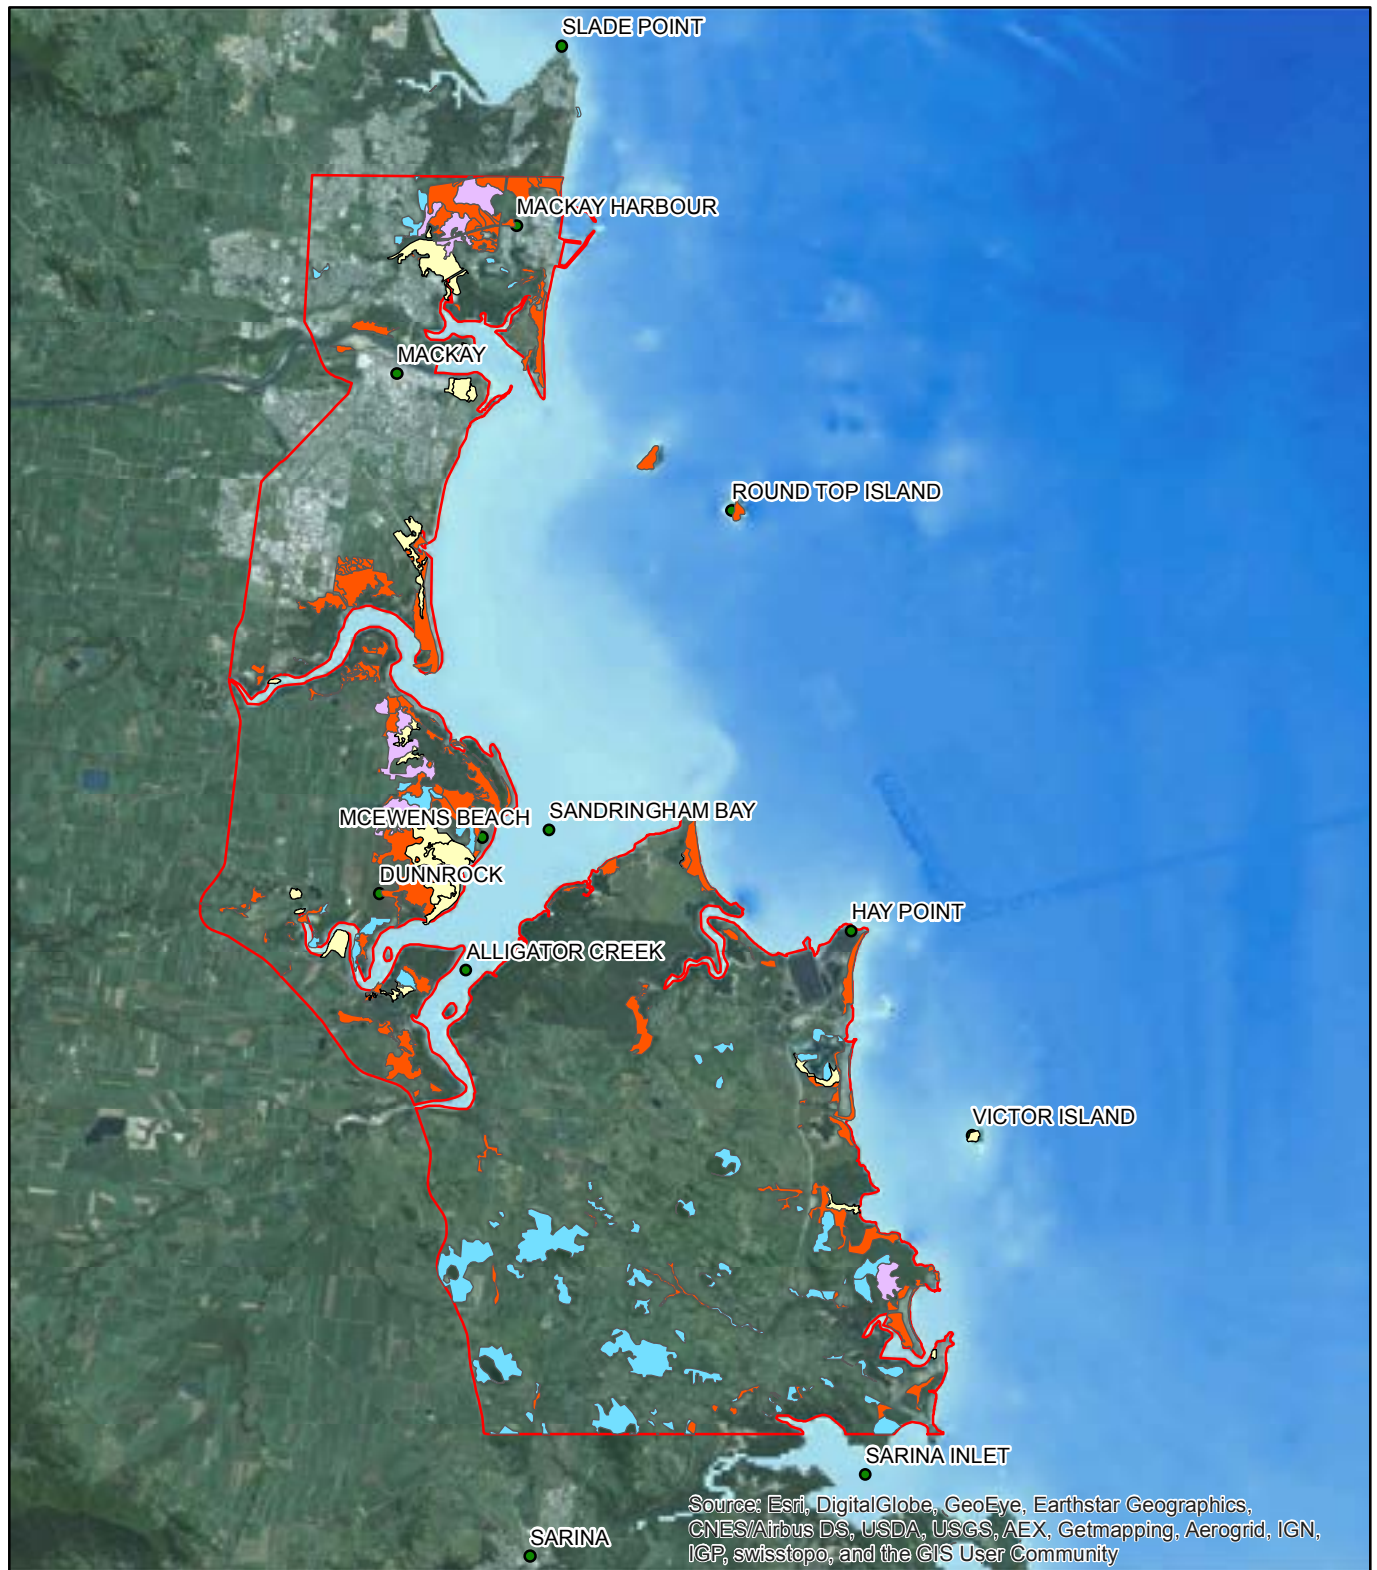 SLADE POINT
MACKAY HARBOUR
MACKAY
ROUND TOP ISLAND
SANDRINGHAM BAY
MCEWENS BEACH
DUNNROCK
HAY POINT
ALLIGATOR CREEK
VICTOR ISLAND
SARINA INLET
Source: Esri, DigitalGlobe, GeoEye, Earthstar Geographics,
CNES/Airbus DS, USDA, USGS, AEX, Getmapping, Aerogrid, IGN,
IGP, swisstopo, and the GIS User Community
SARINA